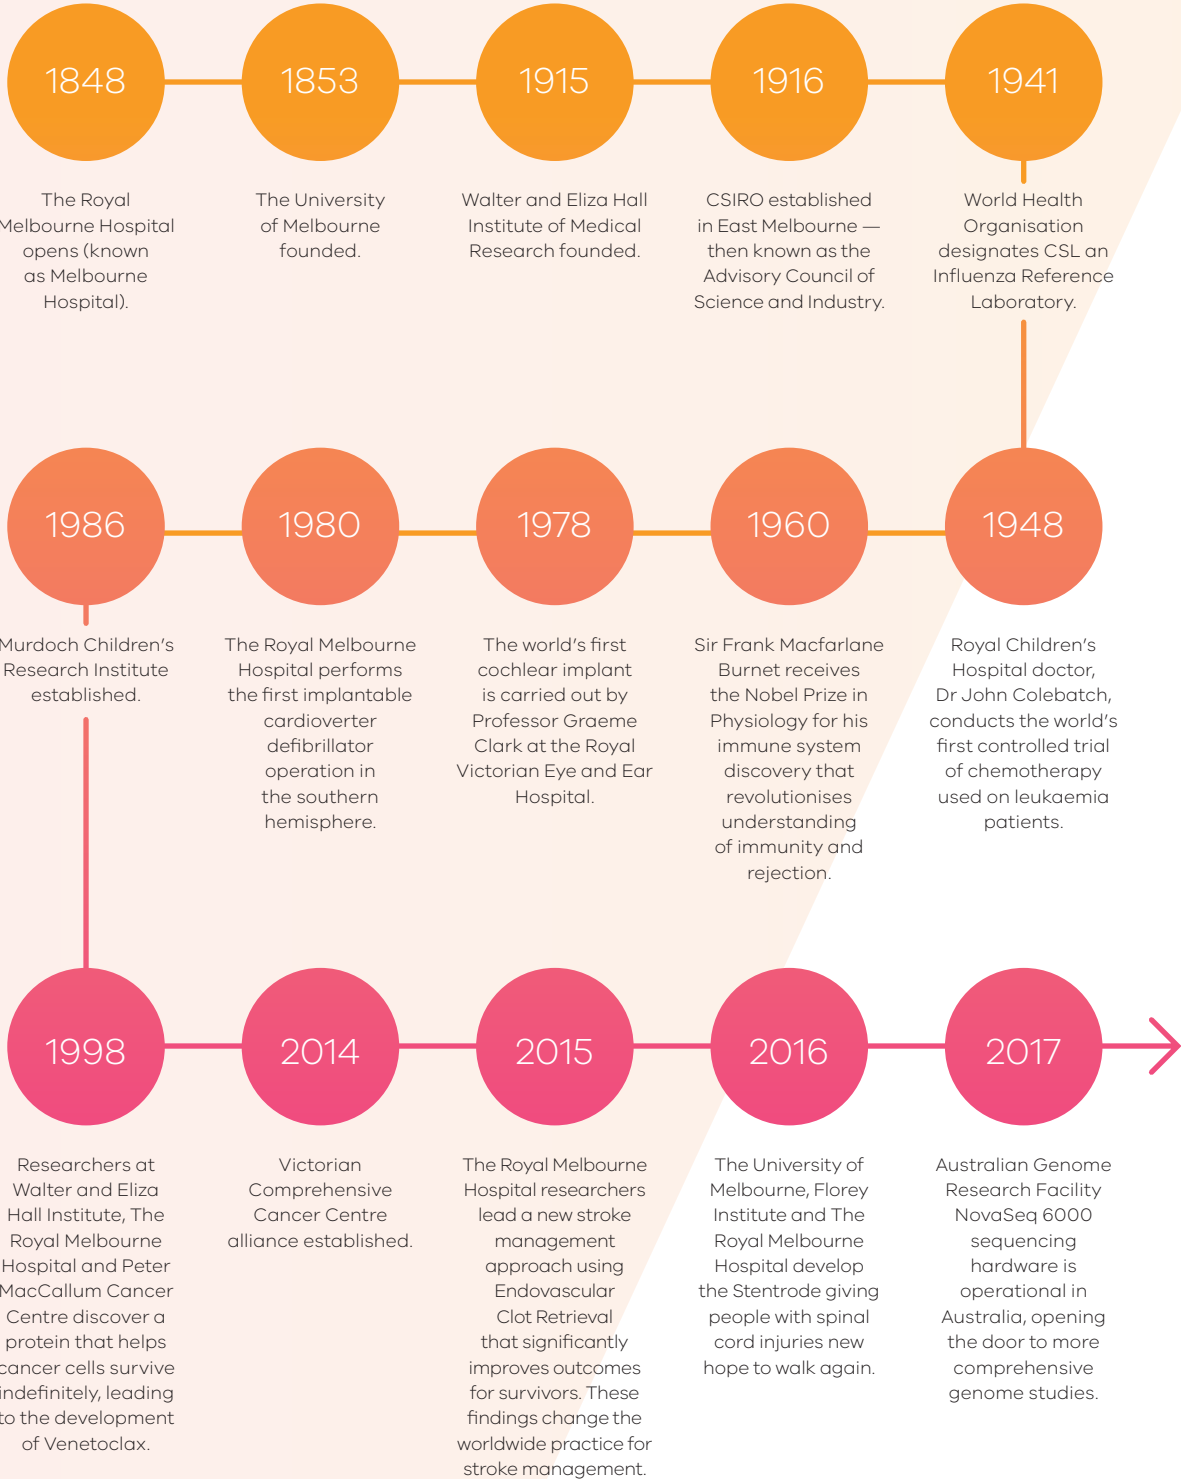 1848
1853
1915
1916
1941
The Royal
Melbourne Hospital
opens (known
as Melbourne
Hospital).
The University
of Melbourne
founded.
Walter and Eliza Hall
Institute of Medical
Research founded.
CSIRO established
in East Melbourne —
then known as the
Advisory Council of
Science and Industry.
World Health
Organisation
designates CSL an
Influenza Reference
Laboratory.
1986
1980
1978
1960
1948
Murdoch Children's
Research Institute
established.
The Royal Melbourne
Hospital performs
the first implantable
cardioverter
defibrillator
operation in
the southern
hemisphere.
The world's first
cochlear implant
is carried out by
Professor Graeme
Clark at the Royal
Victorian Eye and Ear
Hospital.
Sir Frank Macfarlane
Burnet receives
the Nobel Prize in
Physiology for his
immune system
discovery that
revolutionises
understanding
of immunity and
rejection.
Royal Children's
Hospital doctor,
Dr John Colebatch,
conducts the world's
first controlled trial
of chemotherapy
used on leukaemia
patients.
1998
2014
2015
2016
2017
Researchers at
Walter and Eliza
Hall Institute, The
Royal Melbourne
Hospital and Peter
MacCallum Cancer
Centre discover a
protein that helps
cancer cells survive
indefinitely, leading
to the development
of Venetoclax.
Victorian
Comprehensive
Cancer Centre
alliance established.
The Royal Melbourne
Hospital researchers
lead a new stroke
management
approach using
Endovascular
Clot Retrieval
that significantly
improves outcomes
for survivors. These
findings change the
worldwide practice for
stroke management.
The University of
Melbourne, Florey
Institute and The
Royal Melbourne
Hospital develop
the Stentrode giving
people with spinal
cord injuries new
hope to walk again.
Australian Genome
Research Facility
NovaSeq 6000
sequencing
hardware is
operational in
Australia, opening
the door to more
comprehensive
genome studies.